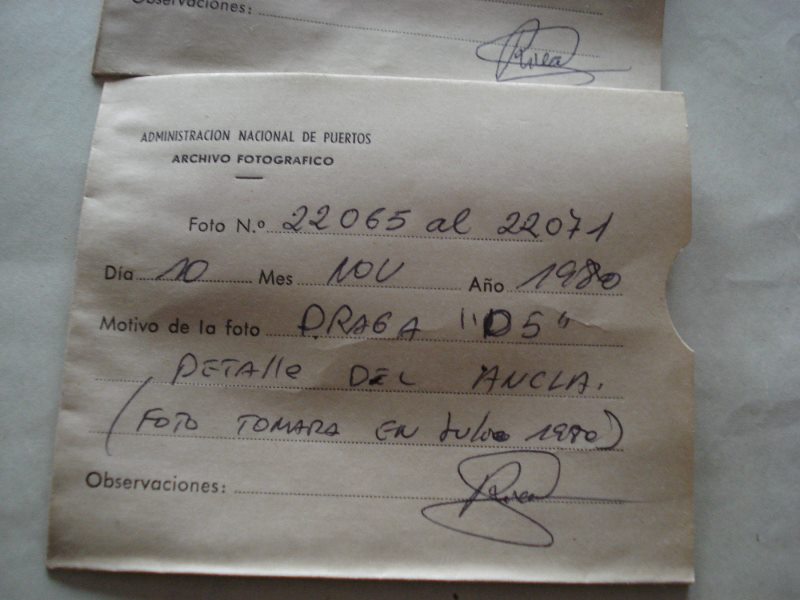 Observaciones:
ADMINISTRACION NACIONAL DE PUERTOS
ARCHIVO FOTOGRAFICO
Foto N.º 22065 al 22071
Día 10 Mes NOV Año 1980
Motivo de la foto DRAGA "D5"
DETAlle DEL ANCLA.
(FOTO TOMADA EN Julio 1980)
Observaciones: